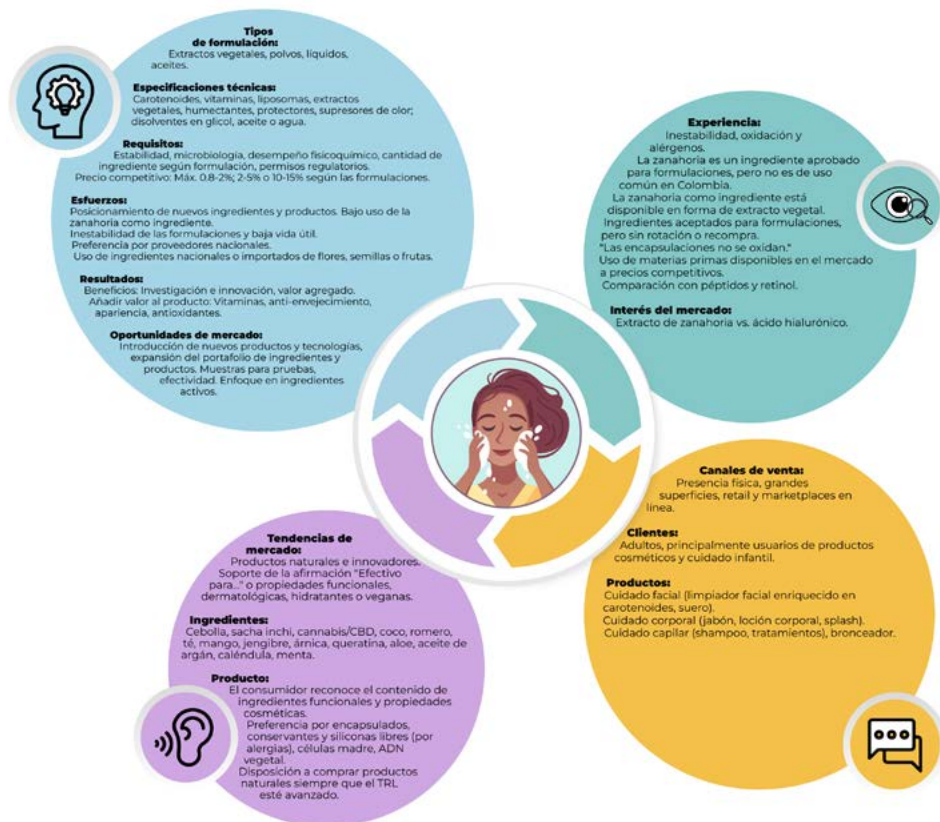 Tipos
de formulación:
Extractos vegetales, polvos, líquidos,
aceites.
Especificaciones técnicas:
Carotenoides, vitaminas, liposomas, extractos
vegetales, humectantes, protectores, supresores de olor;
disolventes en glicol, aceite o agua.
Requisitos:
Estabilidad, microbiología, desempeño fisicoquímico, cantidad de
ingrediente según formulación, permisos regulatorios.
Precio competitivo: Máx. 0.8-2%; 2-5% o 10-15% según las formulaciones.
Esfuerzos:
Posicionamiento de nuevos ingredientes y productos. Bajo uso de la
zanahoria como ingrediente.
Inestabilidad de las formulaciones y baja vida útil.
Preferencia por proveedores nacionales.
Uso de ingredientes nacionales o importados de flores, semillas o frutas.
Resultados:
Beneficios: Investigación e innovación, valor agregado.
Añadir valor al producto: Vitaminas, anti-envejecimiento,
apariencia, antioxidantes.
Oportunidades de mercado:
Introducción de nuevos productos y tecnologías,
expansión del portafolio de ingredientes y
productos. Muestras para pruebas,
efectividad. Enfoque en ingredientes
activos.
Experiencia:
Inestabilidad, oxidación y
alérgenos.
La zanahoria es un ingrediente aprobado
para formulaciones, pero no es de uso
común en Colombia.
La zanahoria como ingrediente está
disponible en forma de extracto vegetal.
Ingredientes aceptados para formulaciones,
pero sin rotación o recompra.
"Las encapsulaciones no se oxidan."
Uso de materias primas disponibles en el mercado
a precios competitivos.
Comparación con péptidos y retinol.
Interés del mercado:
Extracto de zanahoria vs. ácido hialurónico.
Tendencias de
mercado:
Productos naturales e innovadores.
Soporte de la afirmación "Efectivo
para..." o propiedades funcionales,
dermatológicas, hidratantes o veganas.
Ingredientes:
Cebolla, sacha inchi, cannabis/CBD, coco, romero,
té, mango, jengibre, árnica, queratina, aloe, aceite de
argán, caléndula, menta.
Producto:
El consumidor reconoce el contenido de
ingredientes funcionales y propiedades
cosméticas.
Preferencia por encapsulados,
conservantes y siliconas libres (por
alergias), células madre, ADN
vegetal.
Disposición a comprar productos
naturales siempre que el TRL
esté avanzado.
Canales de venta:
Presencia física, grandes
superficies, retail y marketplaces en
línea.
Clientes:
Adultos, principalmente usuarios de productos
cosméticos y cuidado infantil.
Productos:
Cuidado facial (limpiador facial enriquecido en
carotenoides, suero).
Cuidado corporal (jabón, loción corporal, splash).
Cuidado capilar (shampoo, tratamientos), bronceador.